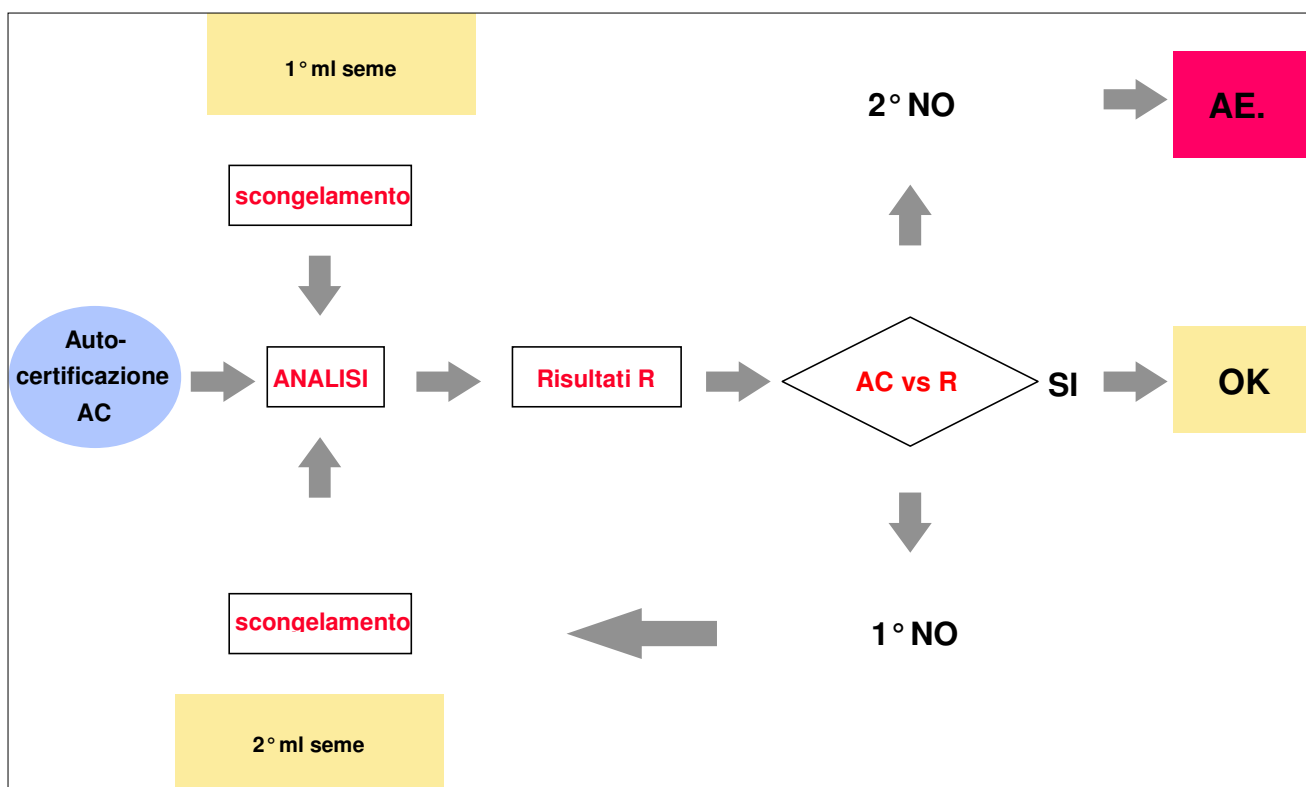 1° ml seme
2° NO
AE.
scongelamento
Auto-
certificazione
AC
ANALISI
Risultati R
AC vs R
SI
OK
scongelamento
1° NO
2° ml seme